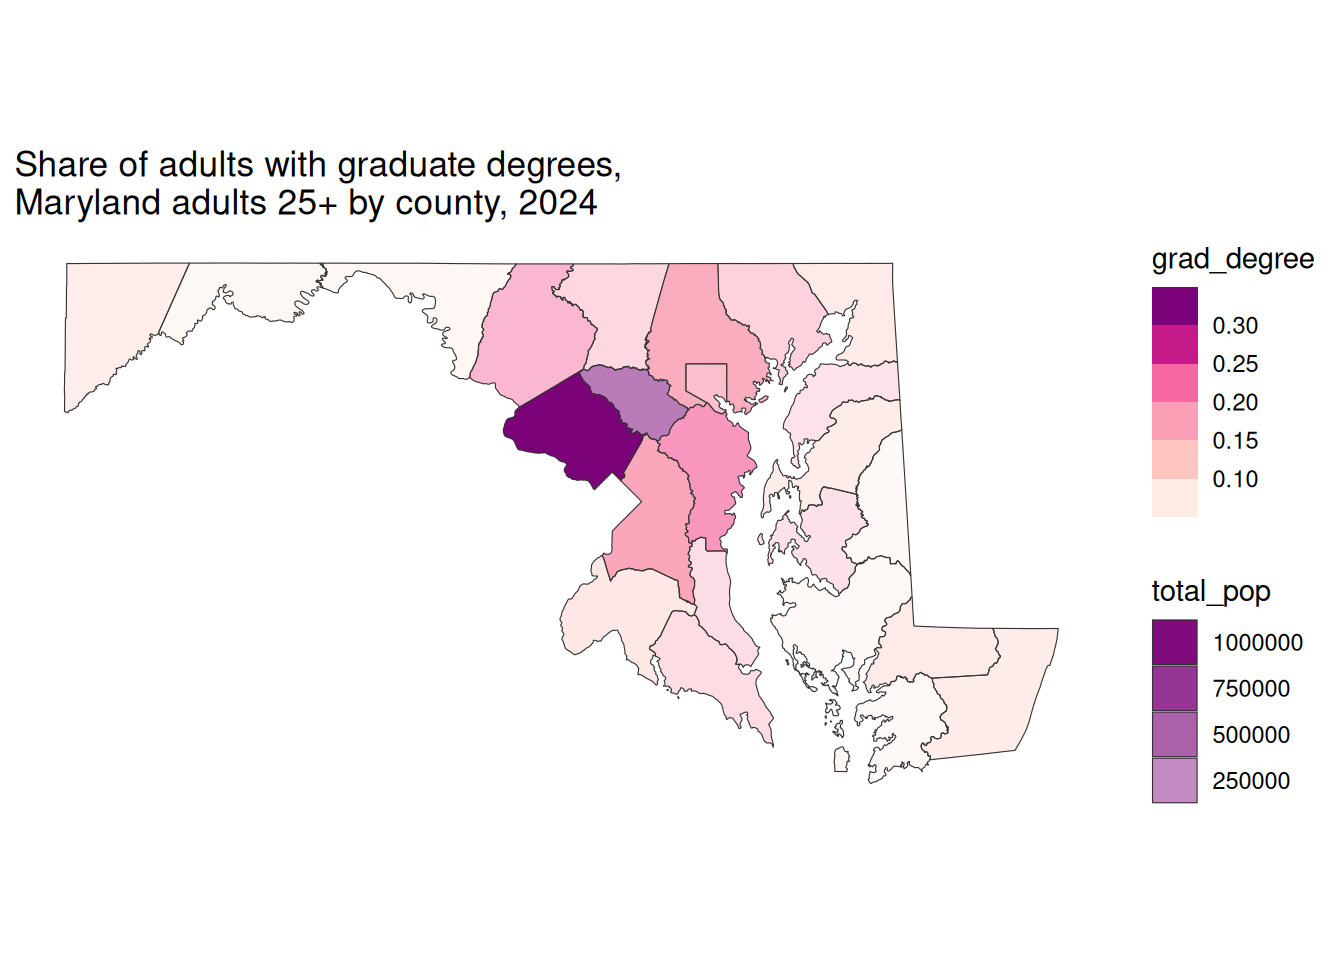 Share of adults with graduate degrees,
Maryland adults 25+ by county, 2024
grad_degree
0.30
0.25
0.20
0.15
0.10
total_pop
1000000
750000
500000
250000